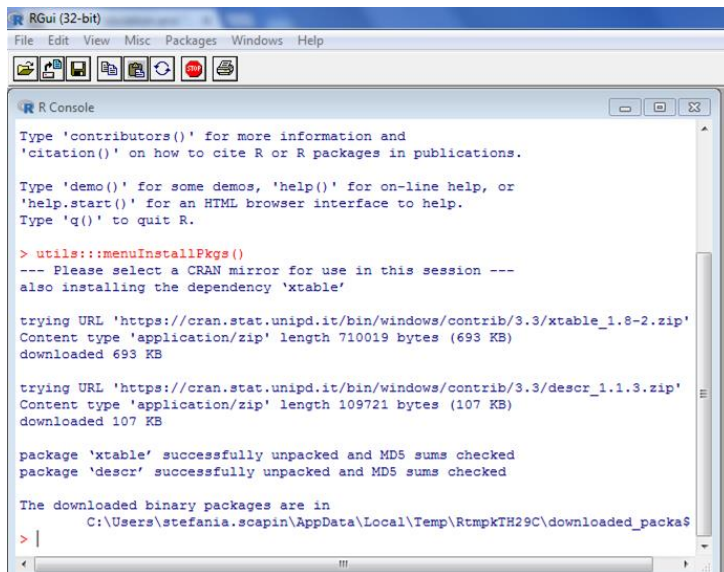 RGui (32-bit)
File Edit View Misc Packages Windows Help
STOP
R Console
Type 'contributors()' for more information and
'citation()' on how to cite R or R packages in publications.
Type 'demo()' for some demos, 'help()' for on-line help, or
'help.start()' for an HTML browser interface to help.
Type 'q()' to quit R.
> utils:::menuInstallPkgs()
--- Please select a CRAN mirror for use in this session ---
also installing the dependency ‘xtable’
trying URL 'https://cran.stat.unipd.it/bin/windows/contrib/3.3/xtable_1.8-2.zip'
Content type 'application/zip' length 710019 bytes (693 KB)
downloaded 693 KB
trying URL 'https://cran.stat.unipd.it/bin/windows/contrib/3.3/descr_1.1.3.zip'
Content type 'application/zip' length 109721 bytes (107 KB)
downloaded 107 KB
package ‘xtable’ successfully unpacked and MD5 sums checked
package ‘descr’ successfully unpacked and MD5 sums checked
The downloaded binary packages are in
C:\Users\stefania.scapin\AppData\Local\Temp\RtmpkTH29C\downloaded_packa$
>